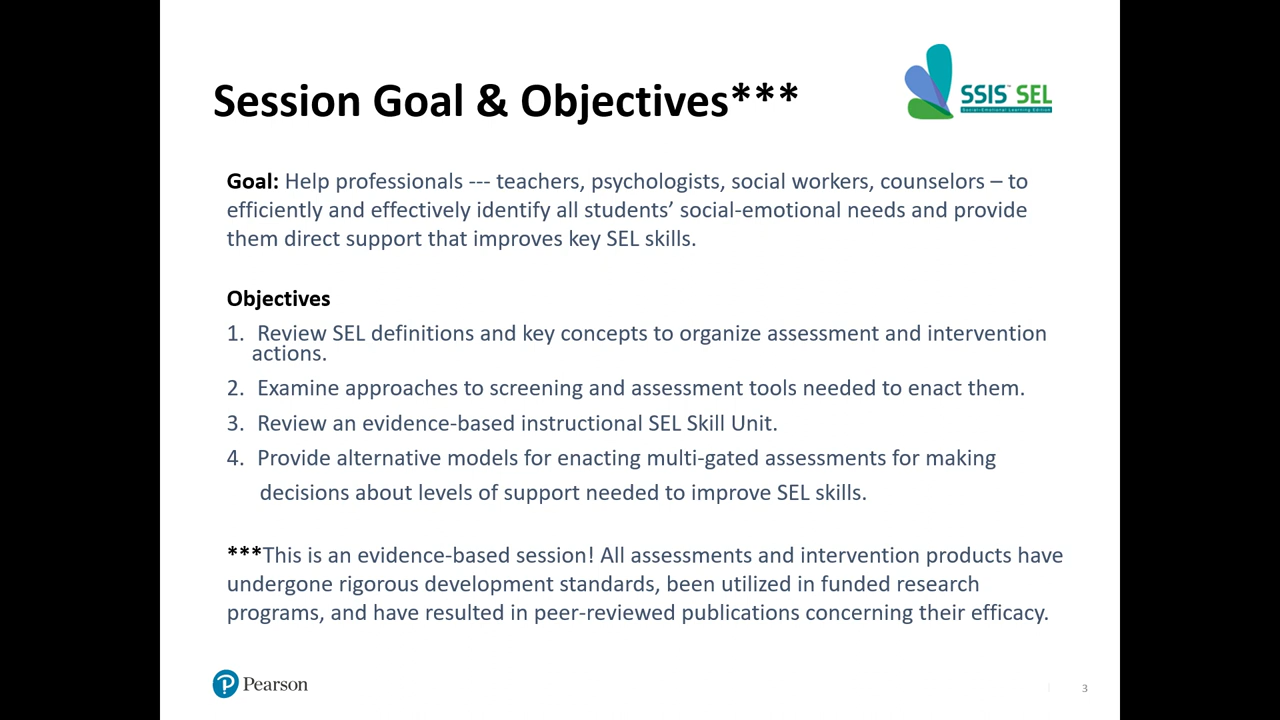 Session Goal & Objectives***
SSIS™ SEL
Social-Emotional Learning Edition
Goal: Help professionals --- teachers, psychologists, social workers, counselors – to
efficiently and effectively identify all students’ social-emotional needs and provide
them direct support that improves key SEL skills.
Objectives
1. Review SEL definitions and key concepts to organize assessment and intervention
actions.
2. Examine approaches to screening and assessment tools needed to enact them.
3. Review an evidence-based instructional SEL Skill Unit.
4. Provide alternative models for enacting multi-gated assessments for making
decisions about levels of support needed to improve SEL skills.
***This is an evidence-based session! All assessments and intervention products have
undergone rigorous development standards, been utilized in funded research
programs, and have resulted in peer-reviewed publications concerning their efficacy.
Pearson
3